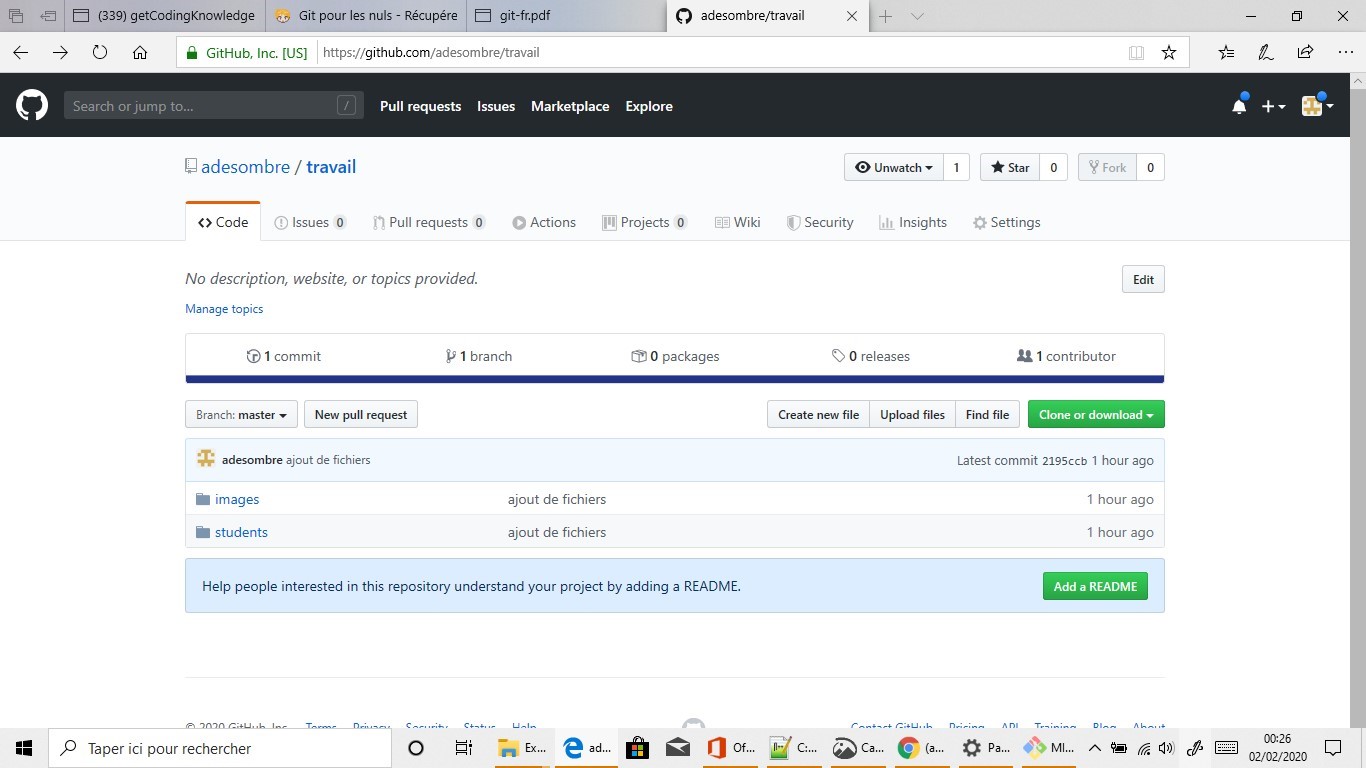 (339) getCodingKnowledge Git pour les nuls - Récupére git-fr.pdf adesombre/travail
GitHub, Inc. [US] https://github.com/adesombre/travail
Search or jump to... / Pull requests Issues Marketplace Explore
adesombre / travail Unwatch 1 Star 0 Fork 0
Code Issues 0 Pull requests 0 Actions Projects 0 Wiki Security Insights Settings
No description, website, or topics provided. Edit
Manage topics
1 commit 1 branch 0 packages 0 releases 1 contributor
Branch: master New pull request Create new file Upload files Find file Clone or download
adesombre ajout de fichiers Latest commit 2195ccb 1 hour ago
images ajout de fichiers 1 hour ago
students ajout de fichiers 1 hour ago
Help people interested in this repository understand your project by adding a README. Add a README
© 2020 GitHub, Inc. Terms Privacy Security Status Help Contact GitHub Pricing API Training Blog About
Taper ici pour rechercher Ex... ad... Of... C:... Ca... (a... Pa... MI... 00:26
02/02/2020